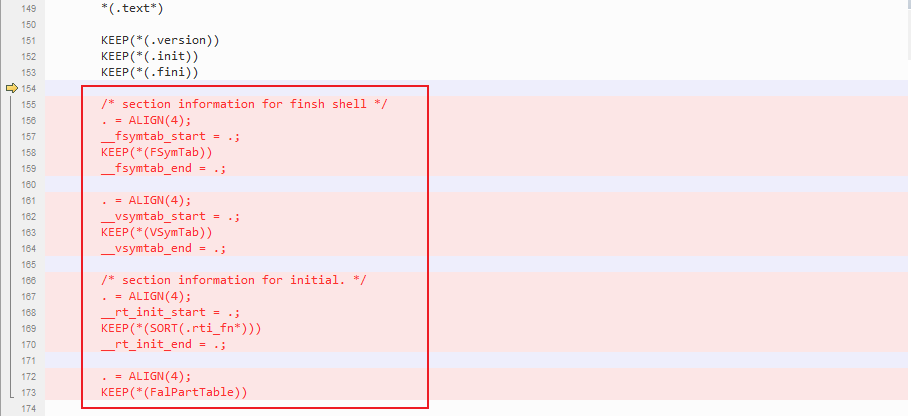 149 *(.text*)
150
151 KEEP(*(.version))
152 KEEP(*(.init))
153 KEEP(*(.fini))
154
155 /* section information for finsh shell */
156 . = ALIGN(4);
157 __fsymtab_start = .;
158 KEEP(*(FSymTab))
159 __fsymtab_end = .;
160
161 . = ALIGN(4);
162 __vsymtab_start = .;
163 KEEP(*(VSymTab))
164 __vsymtab_end = .;
165
166 /* section information for initial. */
167 . = ALIGN(4);
168 __rt_init_start = .;
169 KEEP(*(SORT(.rti_fn*)))
170 __rt_init_end = .;
171
172 . = ALIGN(4);
173 KEEP(*(FalPartTable))
174